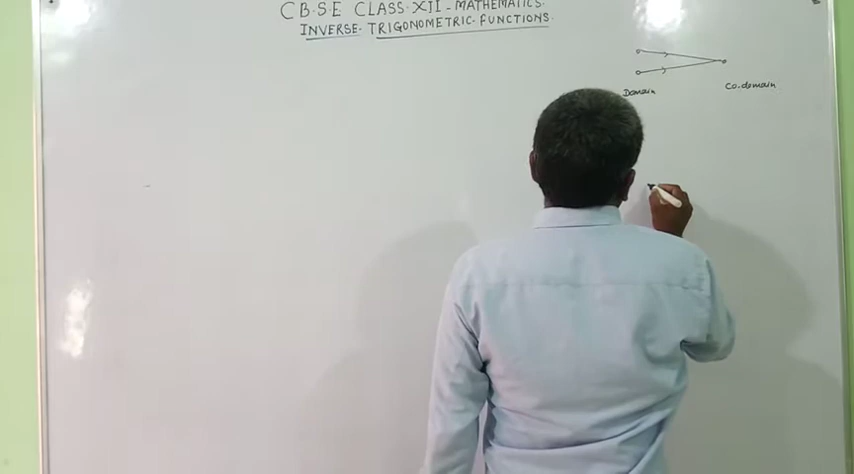 C B.S E CLASS.XII - MATHEMATICS.
INVERSE. TRIGONOMETRIC.FUNCTIONS.
Domain
Co.domain